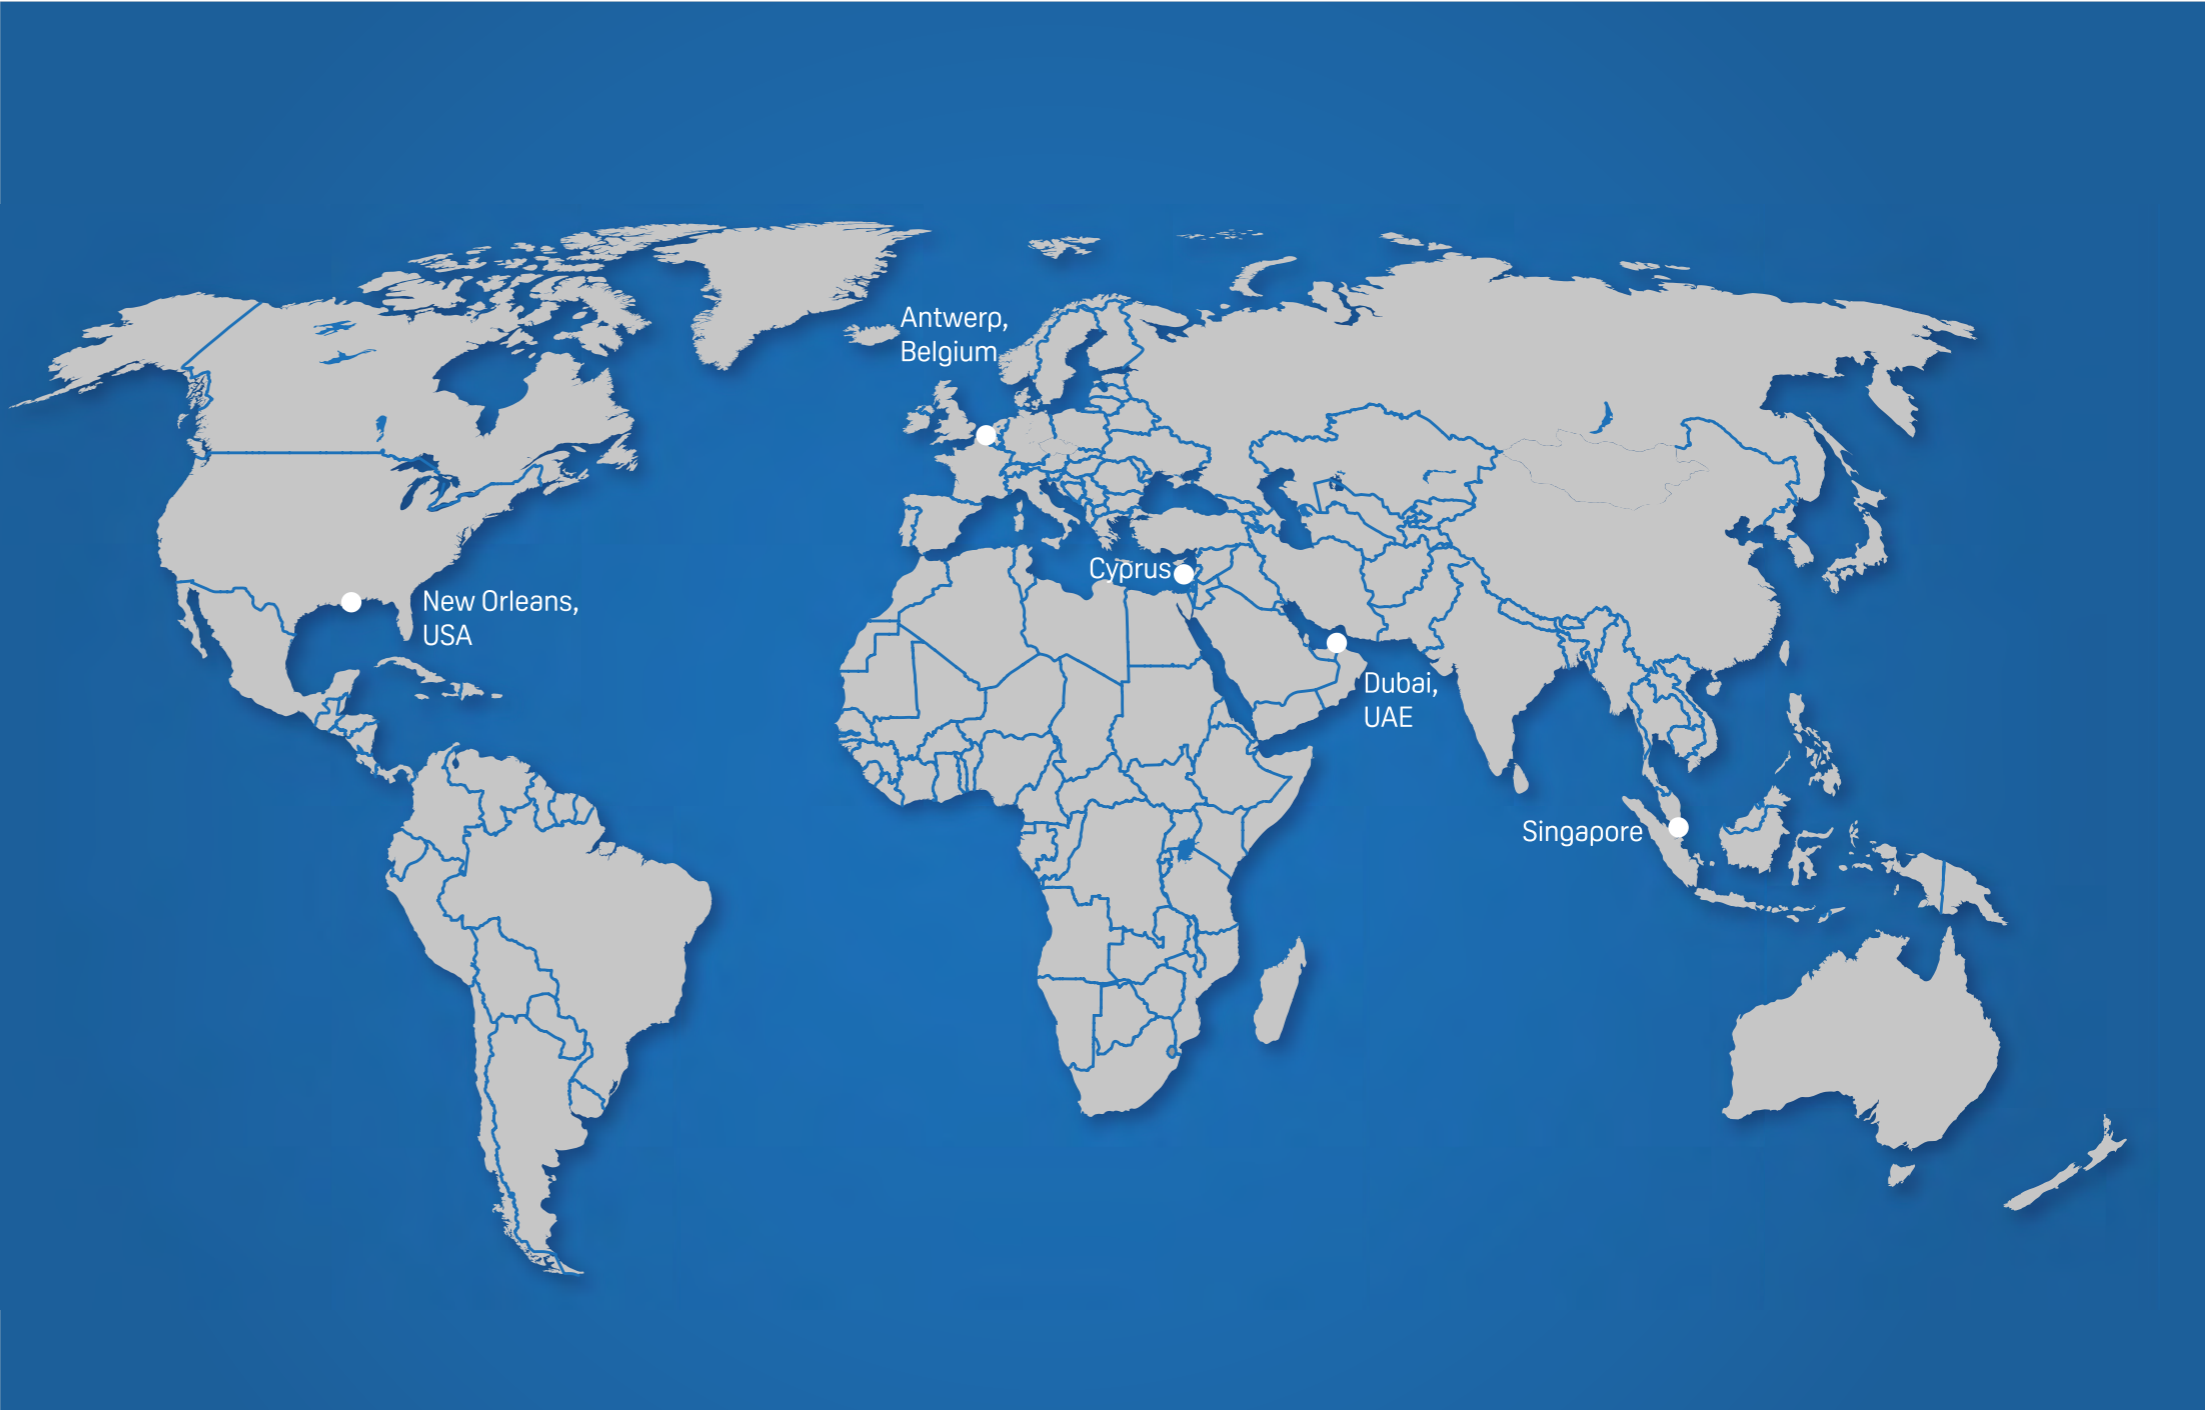 Antwerp,
Belgium
Cyprus
New Orleans,
USA
Dubai,
UAE
Singapore